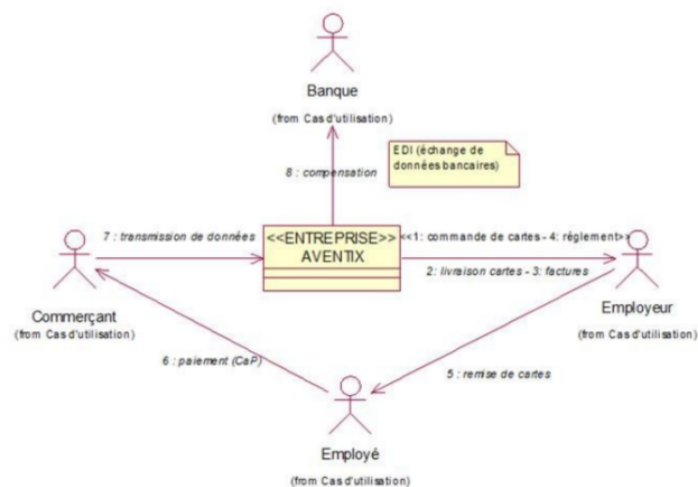 Banque
(from Cas d'utilisation)
EDI (échange de
données bancaires)
8 : compensation
7 : transmission de données
<<ENTREPRISE>>
AVENTIX
<<1: commande de cartes - 4: réglement>>
2: livraison cartes - 3: factures
Commerçant
(from Cas d'utilisation)
Employeur
(from Cas d'utilisation)
6 : paiement (CaP)
5 : remise de cartes
Employé
(from Cas d'utilisation)